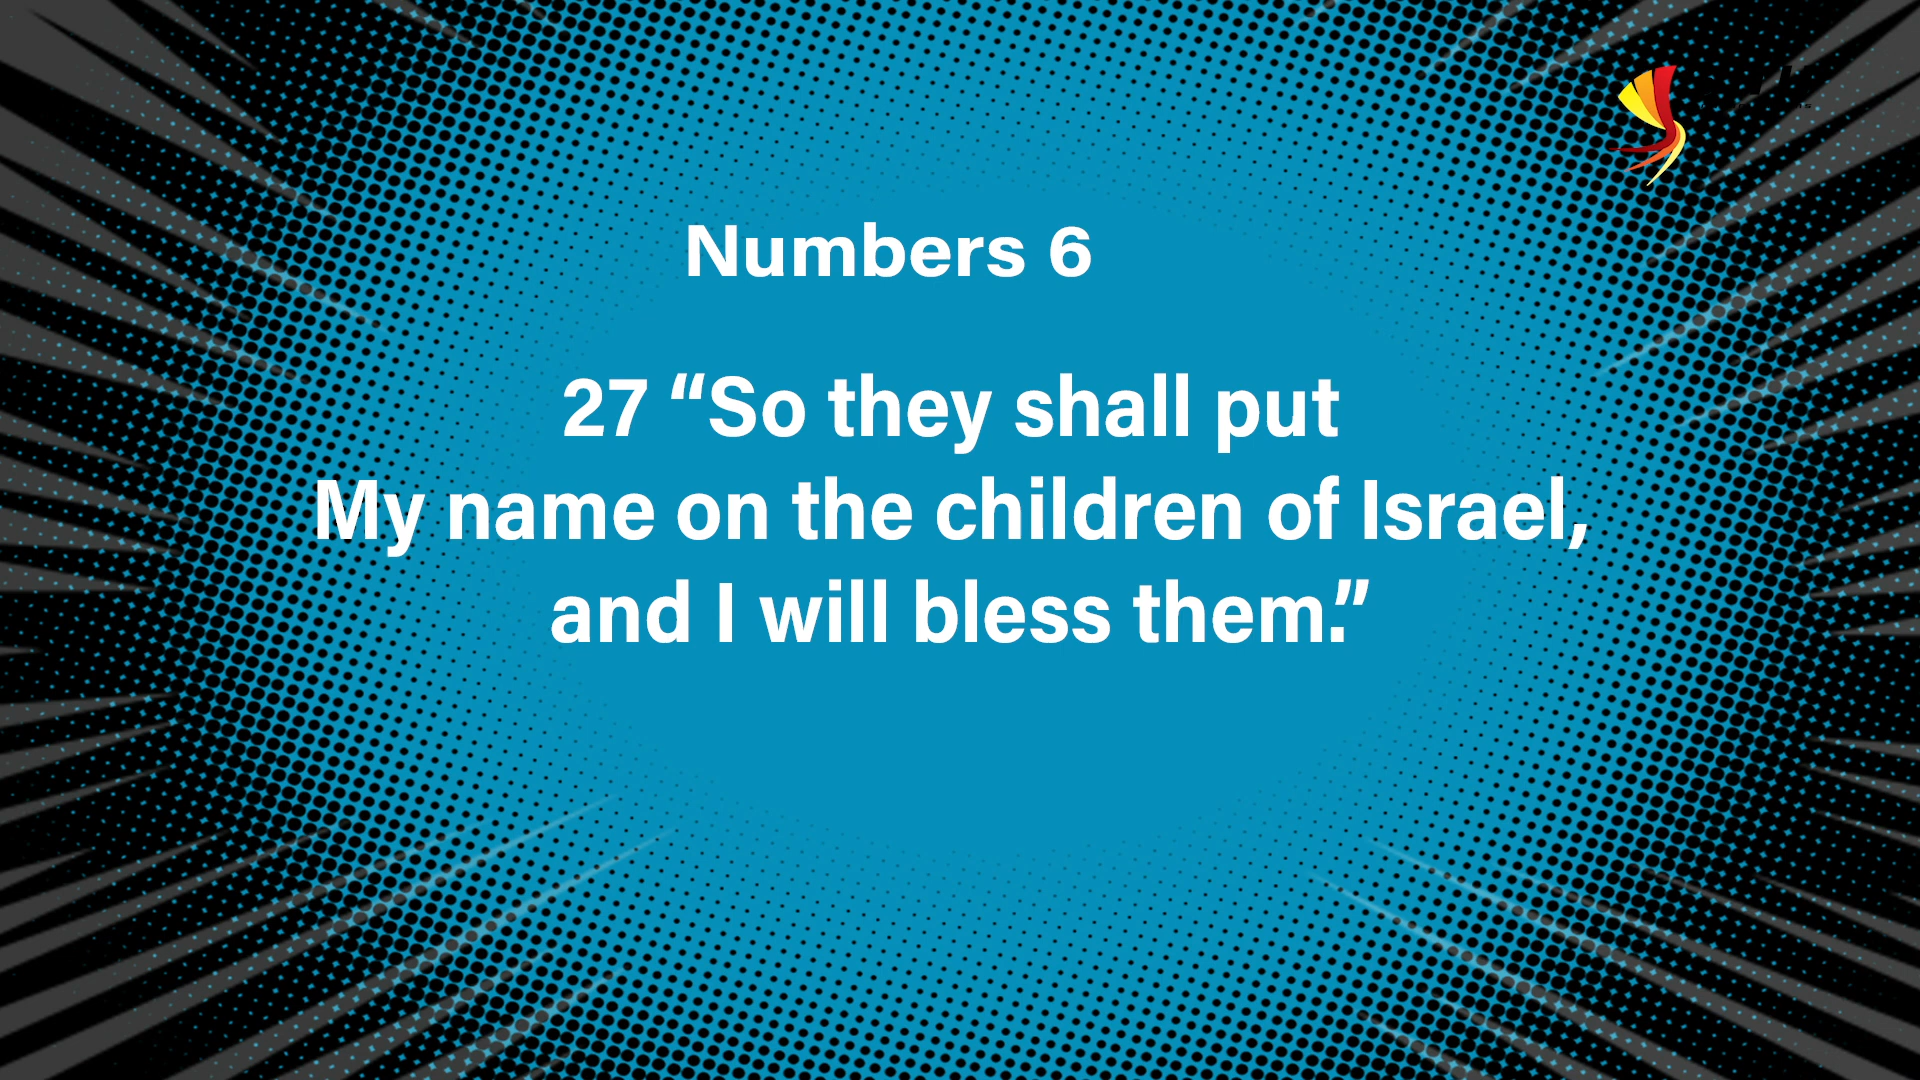 Numbers 6
27 “So they shall put
My name on the children of Israel,
and I will bless them.”